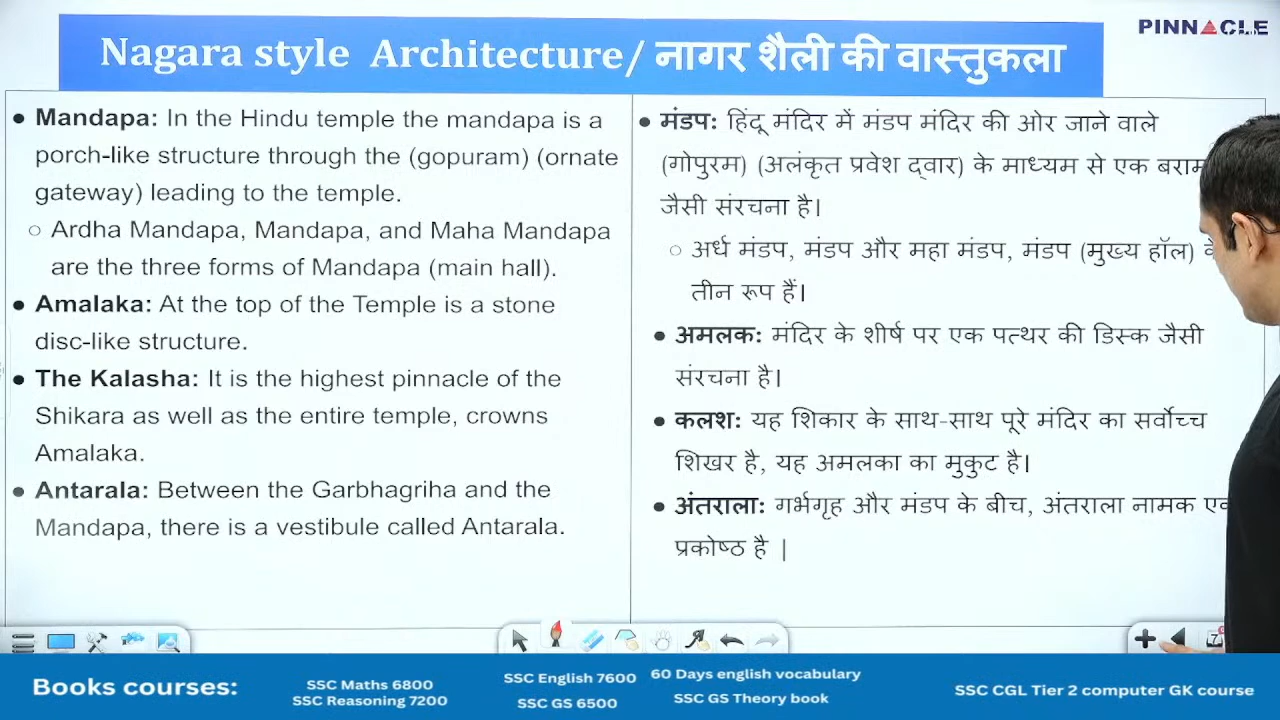 PINNACLE
Nagara style Architecture/ नागर शैली की वास्तुकला
● Mandapa: In the Hindu temple the mandapa is a
porch-like structure through the (gopuram) (ornate
gateway) leading to the temple.
○ Ardha Mandapa, Mandapa, and Maha Mandapa
are the three forms of Mandapa (main hall).
● Amalaka: At the top of the Temple is a stone
disc-like structure.
● The Kalasha: It is the highest pinnacle of the
Shikara as well as the entire temple, crowns
Amalaka.
● Antarala: Between the Garbhagriha and the
Mandapa, there is a vestibule called Antarala.
● मंडप: हिंदू मंदिर में मंडप मंदिर की ओर जाने वाले
(गोपुरम) (अलंकृत प्रवेश द्वार) के माध्यम से एक
जैसी संरचना है।
○ अर्ध मंडप, मंडप और महा मंडप, मंडप (मुख्य हॉल)
तीन रूप हैं।
● अमलक: मंदिर के शीर्ष पर एक पत्थर की डिस्क जैसी
संरचना है।
● कलश: यह शिकार के साथ-साथ पूरे मंदिर का सर्वोच्च
शिखर है, यह अमलका का मुकुट है।
● अंतराला: गर्भगृह और मंडप के बीच, अंतराला नामक
प्रकोष्ठ है |
Books courses:
SSC Maths 6800
SSC Reasoning 7200
SSC English 7600
SSC GS 6500
60 Days english vocabulary
SSC GS Theory book
SSC CGL Tier 2 computer GK course